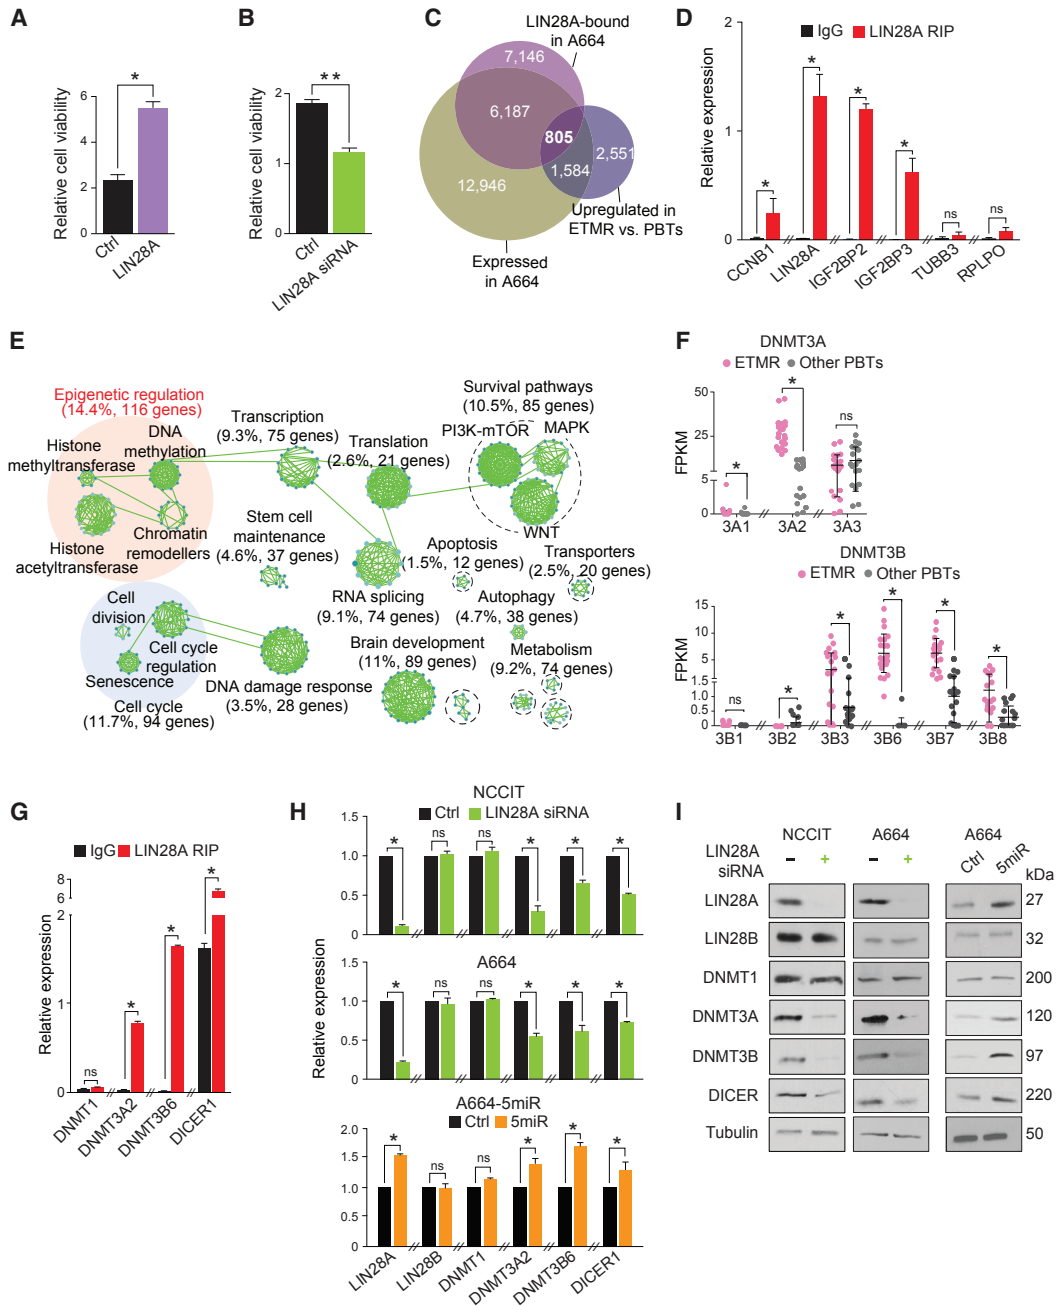 A
Relative cell viability
6
4
2
0
*
Ctrl
LIN28A
B
Relative cell viability
2
1
0
**
Ctrl
LIN28A siRNA
C
LIN28A-bound
in A664
7,146
6,187
805
2,551
1,584
12,946
Upregulated in
ETMR vs. PBTs
Expressed
in A664
D
IgG
LIN28A RIP
Relative expression
2
1
0
*
*
*
*
ns
ns
CCNB1
LIN28A
IGF2BP2
IGF2BP3
TUBB3
RPLPO
E
Epigenetic regulation
(14.4%, 116 genes)
Histone
methyltransferase
DNA
methylation
Histone
acetyltransferase
Chromatin
remodellers
Transcription
(9.3%, 75 genes)
Translation
(2.6%, 21 genes)
Survival pathways
(10.5%, 85 genes)
PI3K-mTOR
MAPK
WNT
Stem cell
maintenance
(4.6%, 37 genes)
RNA splicing
(9.1%, 74 genes)
Apoptosis
(1.5%, 12 genes)
Transporters
(2.5%, 20 genes)
Autophagy
(4.7%, 38 genes)
Cell
division
Cell cycle
regulation
Senescence
Cell cycle
(11.7%, 94 genes)
DNA damage response
(3.5%, 28 genes)
Brain development
(11%, 89 genes)
Metabolism
(9.2%, 74 genes)
F
DNMT3A
ETMR
Other PBTs
FPKM
50
25
5
0
*
*
ns
3A1
3A2
3A3
DNMT3B
ETMR
Other PBTs
FPKM
15
10
5
1.5
1.0
0.5
0
ns
*
*
*
*
*
3B1
3B2
3B3
3B6
3B7
3B8
G
IgG
LIN28A RIP
Relative expression
8
6
2
1
0
ns
*
*
*
DNMT1
DNMT3A2
DNMT3B6
DICER1
H
NCCIT
Ctrl
LIN28A siRNA
1.5
1.0
0.5
0
*
ns
ns
*
*
*
Relative expression
A664
1.5
1.0
0.5
0
*
ns
ns
*
*
*
A664-5miR
Ctrl
5miR
2.0
1.5
1.0
0.5
0
*
ns
ns
*
*
*
LIN28A
LIN28B
DNMT1
DNMT3A2
DNMT3B6
DICER1
I
NCCIT
A664
A664
LIN28A
siRNA
–
+
–
+
Ctrl
5miR
kDa
LIN28A
27
LIN28B
32
DNMT1
200
DNMT3A
120
DNMT3B
97
DICER
220
Tubulin
50